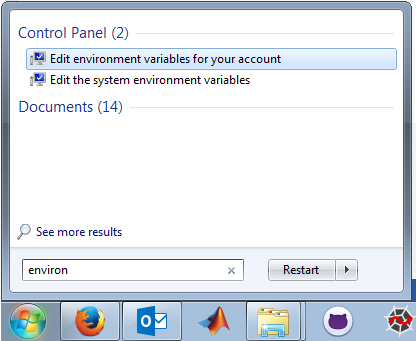 Control Panel (2)
Edit environment variables for your account
Edit the system environment variables
Documents (14)
See more results
environ
Restart